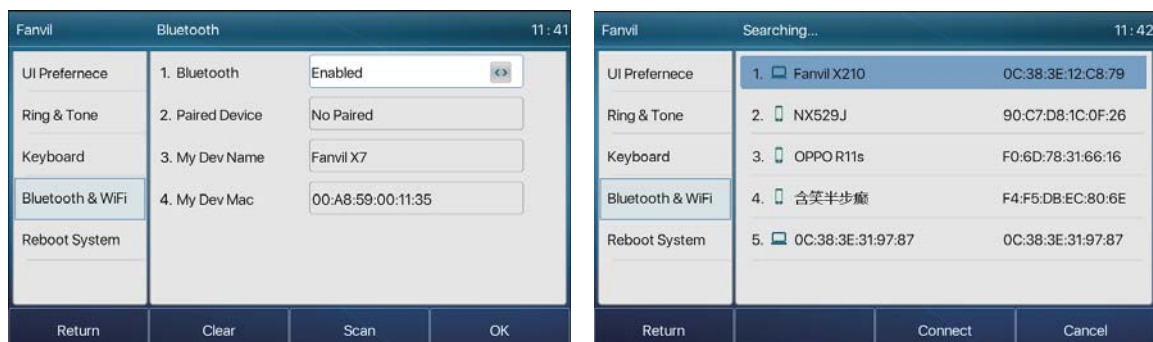 Fanvil Bluetooth 11:41
UI Prefernece 1. Bluetooth Enabled
Ring & Tone 2. Paired Device No Paired
Keyboard 3. My Dev Name Fanvil X7
Bluetooth & WiFi 4. My Dev Mac 00:A8:59:00:11:35
Reboot System
Return Clear Scan OK
Fanvil Searching... 11:42
UI Prefernece 1. Fanvil X210 0C:38:3E:12:C8:79
Ring & Tone 2. NX529J 90:C7:D8:1C:0F:26
Keyboard 3. OPPO R11s F0:6D:78:31:66:16
Bluetooth & WiFi 4. 含笑半步癫 F4:F5:DB:EC:80:6E
Reboot System 5. 0C:38:3E:31:97:87 0C:38:3E:31:97:87
Return Connect Cancel